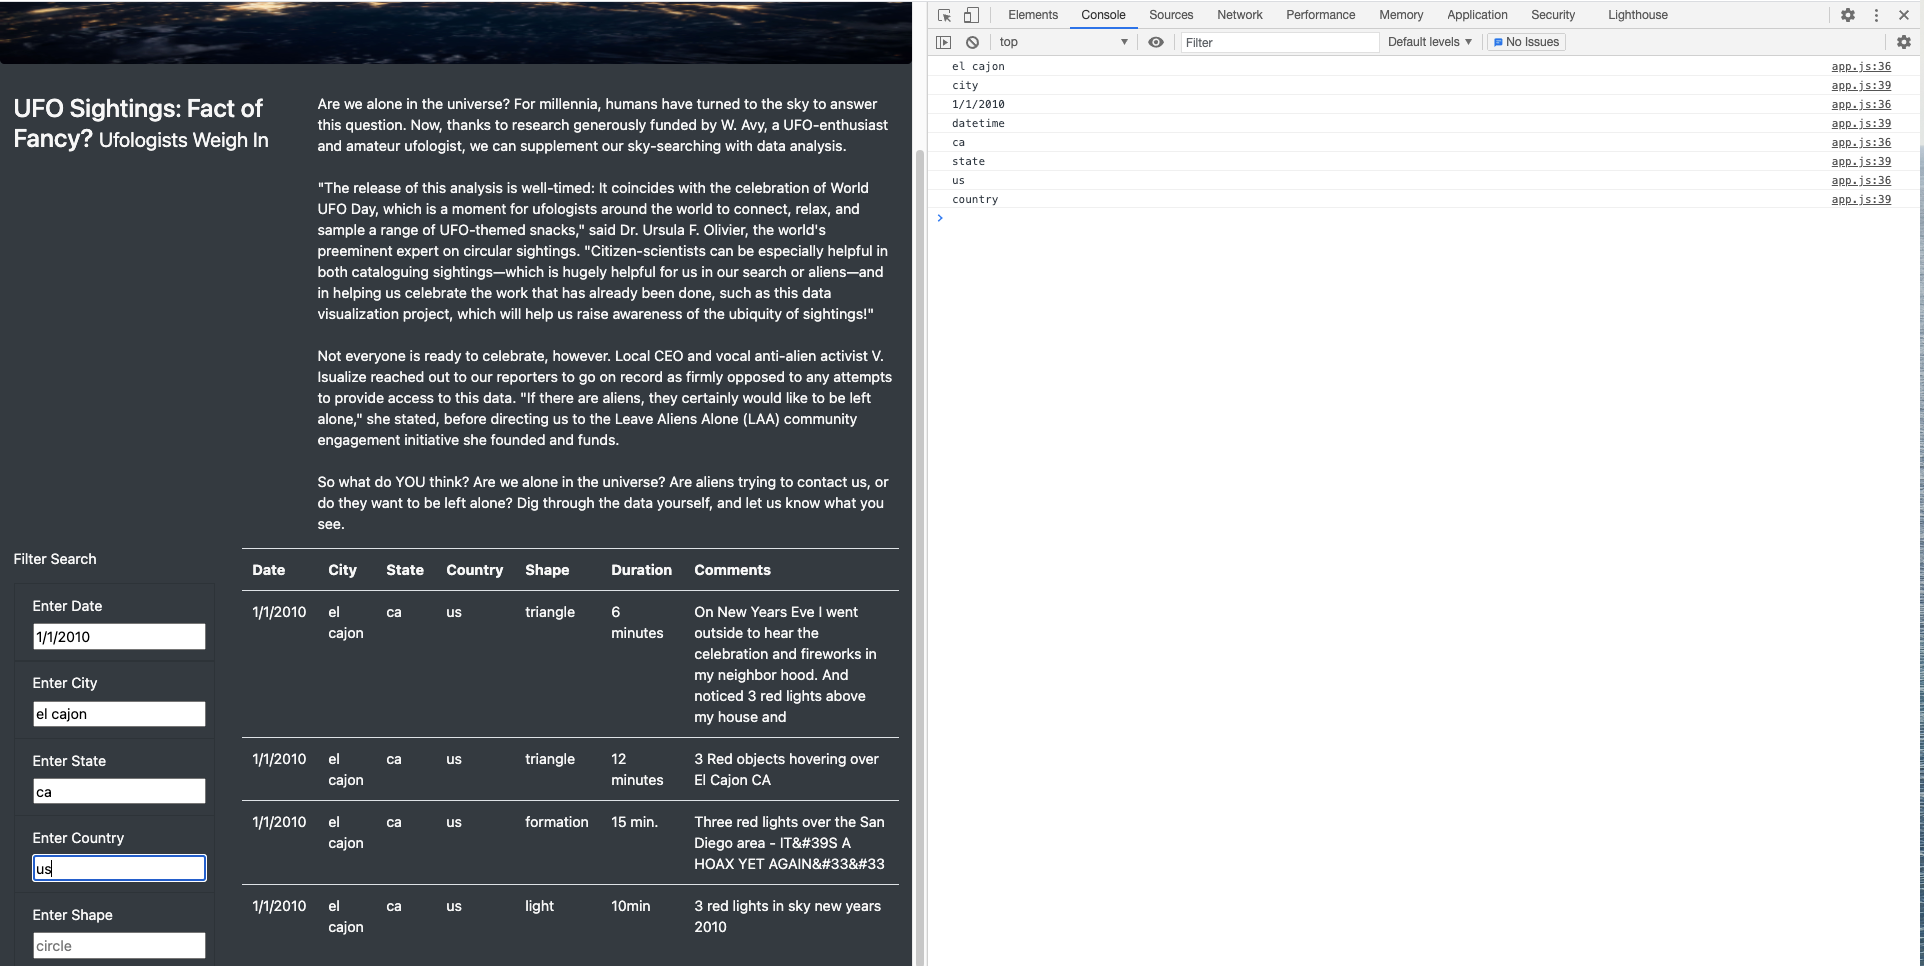 UFO Sightings: Fact of
Fancy? Ufologists Weigh In
Are we alone in the universe? For millennia, humans have turned to the sky to answer
this question. Now, thanks to research generously funded by W. Avy, a UFO-enthusiast
and amateur ufologist, we can supplement our sky-searching with data analysis.
"The release of this analysis is well-timed: It coincides with the celebration of World
UFO Day, which is a moment for ufologists around the world to connect, relax, and
sample a range of UFO-themed snacks," said Dr. Ursula F. Olivier, the world's
preeminent expert on circular sightings. "Citizen-scientists can be especially helpful in
both cataloguing sightings—which is hugely helpful for us in our search or aliens—and
in helping us celebrate the work that has already been done, such as this data
visualization project, which will help us raise awareness of the ubiquity of sightings!"
Not everyone is ready to celebrate, however. Local CEO and vocal anti-alien activist V.
Isualize reached out to our reporters to go on record as firmly opposed to any attempts
to provide access to this data. "If there are aliens, they certainly would like to be left
alone," she stated, before directing us to the Leave Aliens Alone (LAA) community
engagement initiative she founded and funds.
So what do YOU think? Are we alone in the universe? Are aliens trying to contact us, or
do they want to be left alone? Dig through the data yourself, and let us know what you
see.
Filter Search
Enter Date
1/1/2010
Enter City
el cajon
Enter State
ca
Enter Country
us
Enter Shape
circle
Date City State Country Shape Duration Comments
1/1/2010 el ca us triangle 6 On New Years Eve I went
cajon minutes outside to hear the
celebration and fireworks in
my neighbor hood. And
noticed 3 red lights above
my house and
1/1/2010 el ca us triangle 12 3 Red objects hovering over
cajon minutes El Cajon CA
1/1/2010 el ca us formation 15 min. Three red lights over the San
cajon Diego area - IT&#39S A
HOAX YET AGAIN&#33&#33
1/1/2010 el ca us light 10min 3 red lights in sky new years
cajon 2010
Elements Console Sources Network Performance Memory Application Security Lighthouse
top Filter Default levels No Issues
el cajon app.js:36
city app.js:39
1/1/2010 app.js:36
datetime app.js:39
ca app.js:36
state app.js:39
us app.js:36
country app.js:39